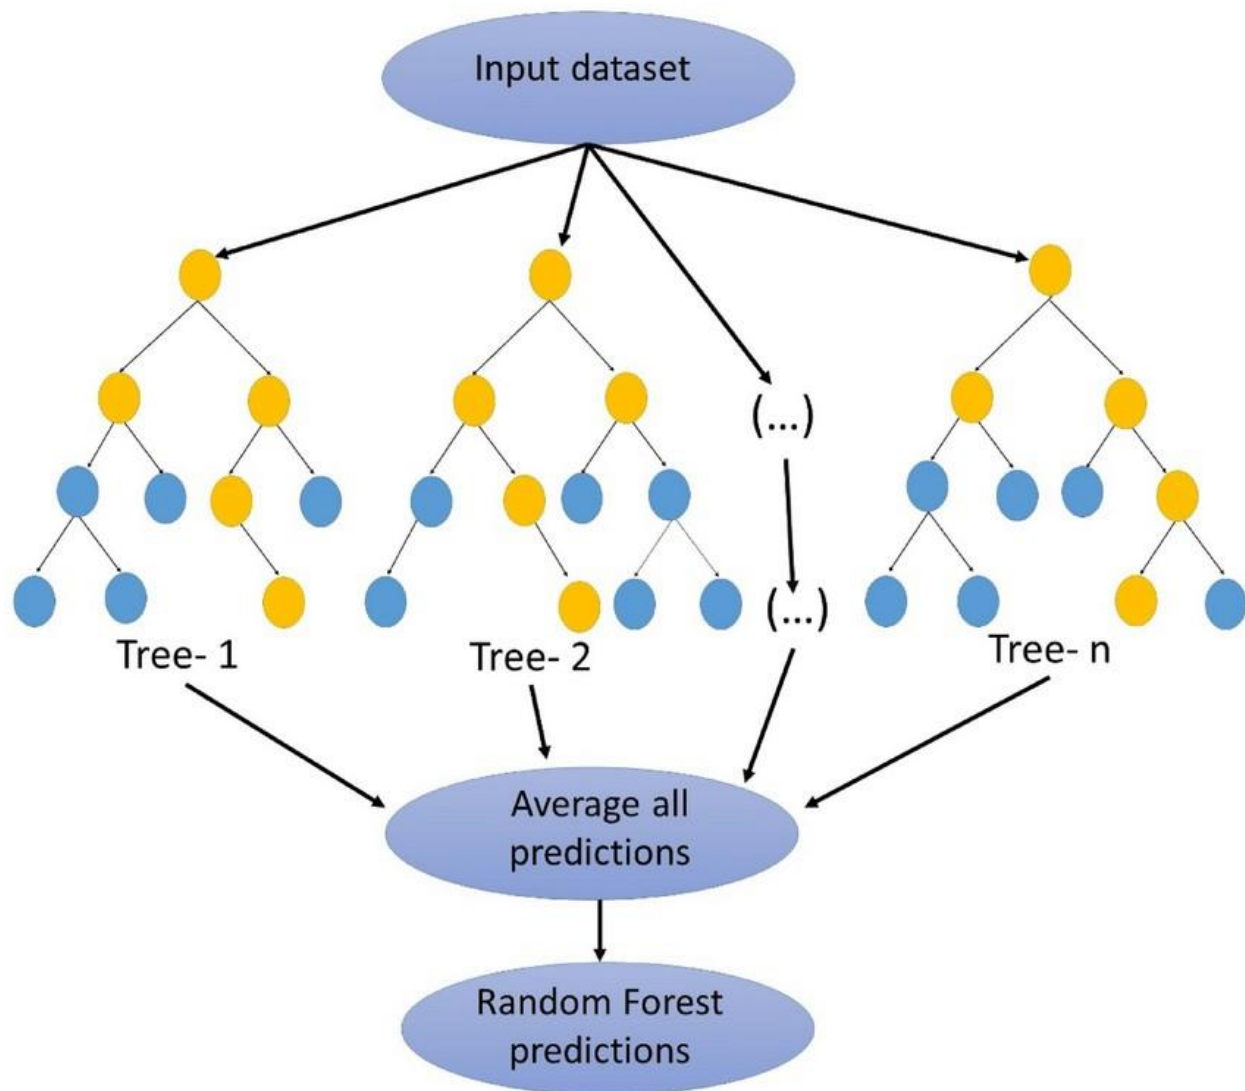 Input dataset
(...)
(...)
Tree- 1
Tree- 2
Tree- n
Average all
predictions
Random Forest
predictions